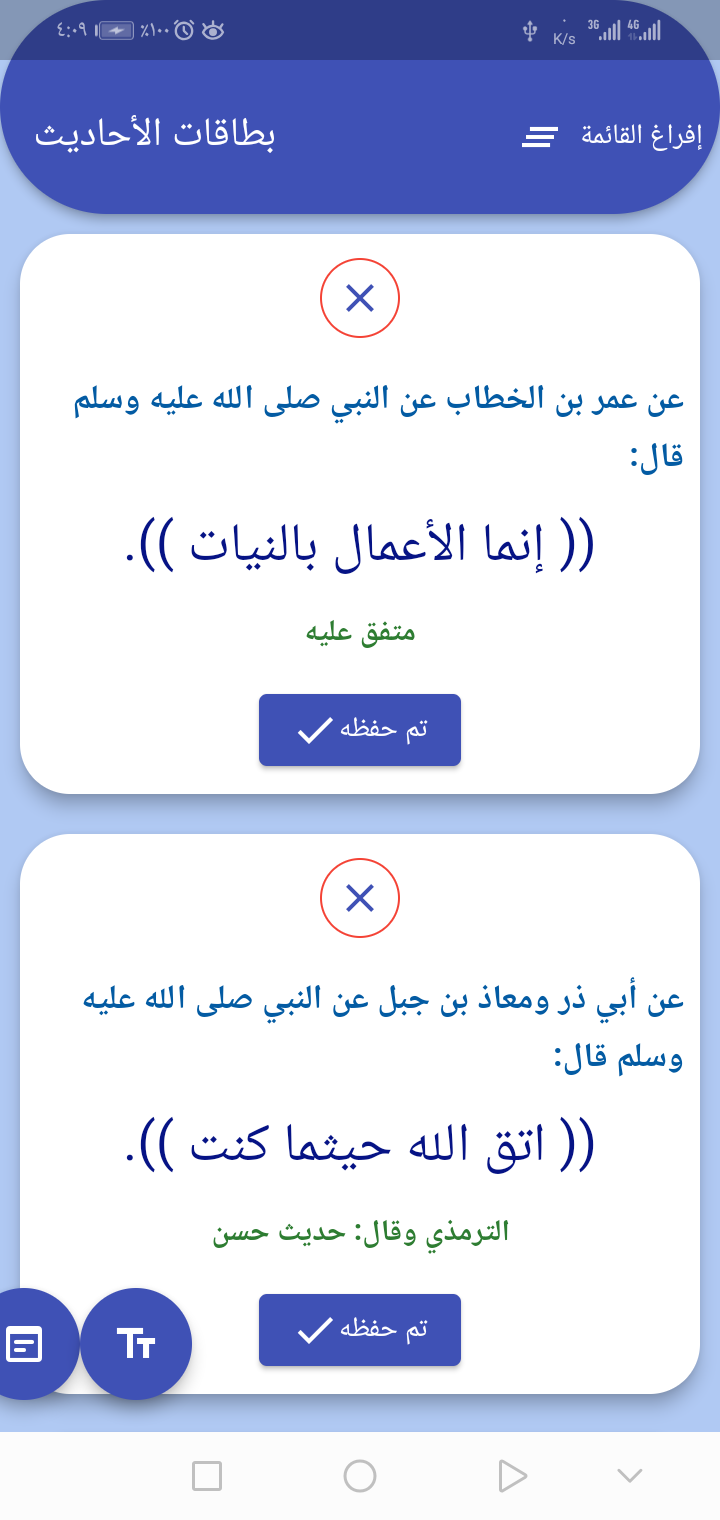 ٤:٠٩ ٪١٠٠ K/s 3G 4G
بطاقات الأحاديث
إفراغ القائمة
عن عمر بن الخطاب عن النبي صلى الله عليه وسلم
قال:
(( إنما الأعمال بالنيات )).
متفق عليه
تم حفظه
عن أبي ذر ومعاذ بن جبل عن النبي صلى الله عليه
وسلم قال:
(( اتق الله حيثما كنت )).
الترمذي وقال: حديث حسن
تم حفظه